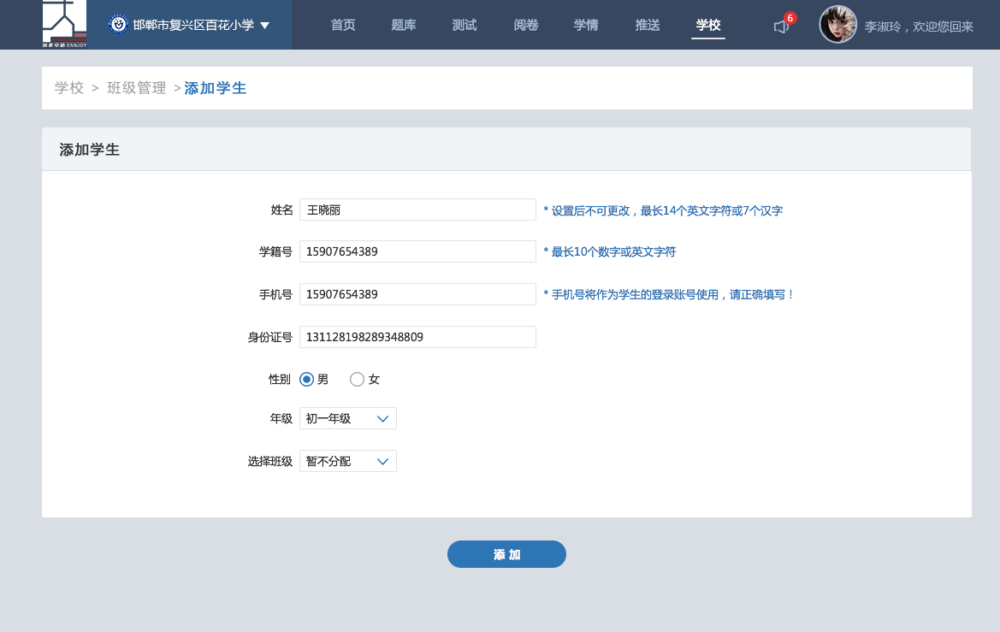 邯郸市复兴区百花小学 首页 题库 测试 阅卷 学情 推送 学校 6 李淑玲，欢迎您回来
ENNJOY
学校 > 班级管理 >添加学生
添加学生
姓名 王晓丽 * 设置后不可更改，最长14个英文字符或7个汉字
学籍号 15907654389 * 最长10个数字或英文字符
手机号 15907654389 * 手机号将作为学生的登录账号使用，请正确填写！
身份证号 131128198289348809
性别 男 女
年级 初一年级
选择班级 暂不分配
添 加